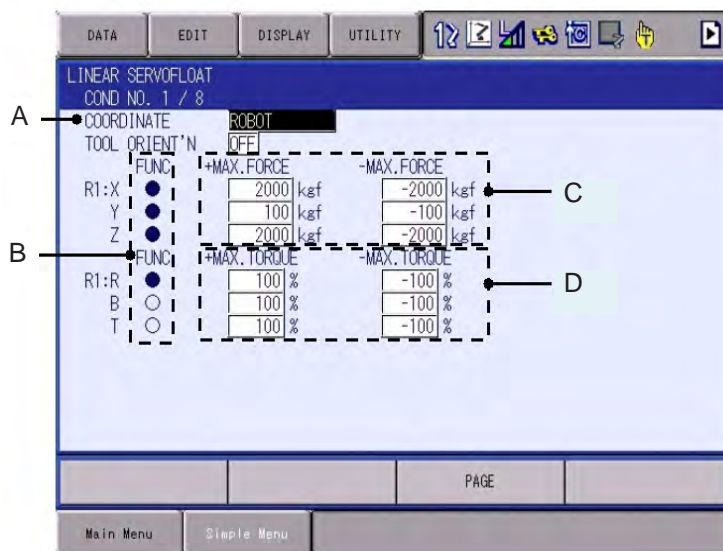 DATA EDIT DISPLAY UTILITY
LINEAR SERVOFLOAT
COND NO. 1 / 8
A COORDINATE ROBOT
TOOL ORIENT'N OFF
FUNC +MAX.FORCE -MAX.FORCE
R1:X 2000 kgf -2000 kgf C
Y 100 kgf -100 kgf
Z 2000 kgf -2000 kgf
B FUNC +MAX.TORQUE -MAX.TORQUE
R1:R 100 % -100 % D
B 100 % -100 %
T 100 % -100 %
PAGE
Main Menu Simple Menu